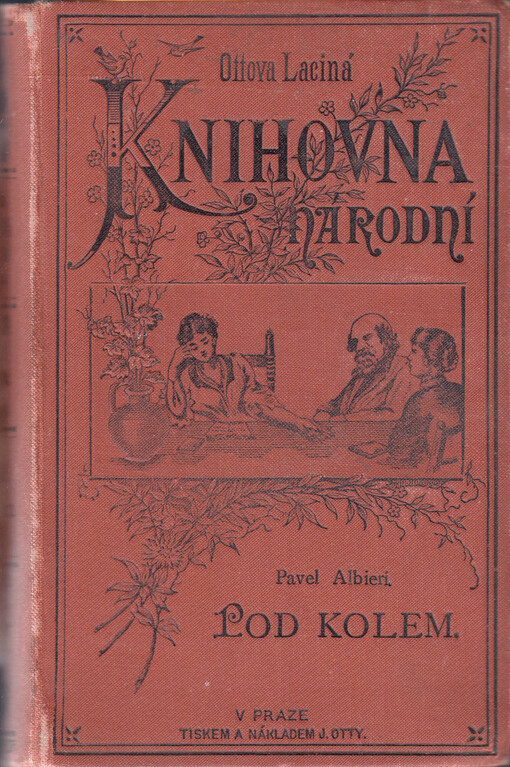 Ottova Laciná
KNIHOVNA
NÁRODNÍ
Pavel Albieri.
POD KOLEM.
V PRAZE
TISKEM A NÁKLADEM J. OTTY.